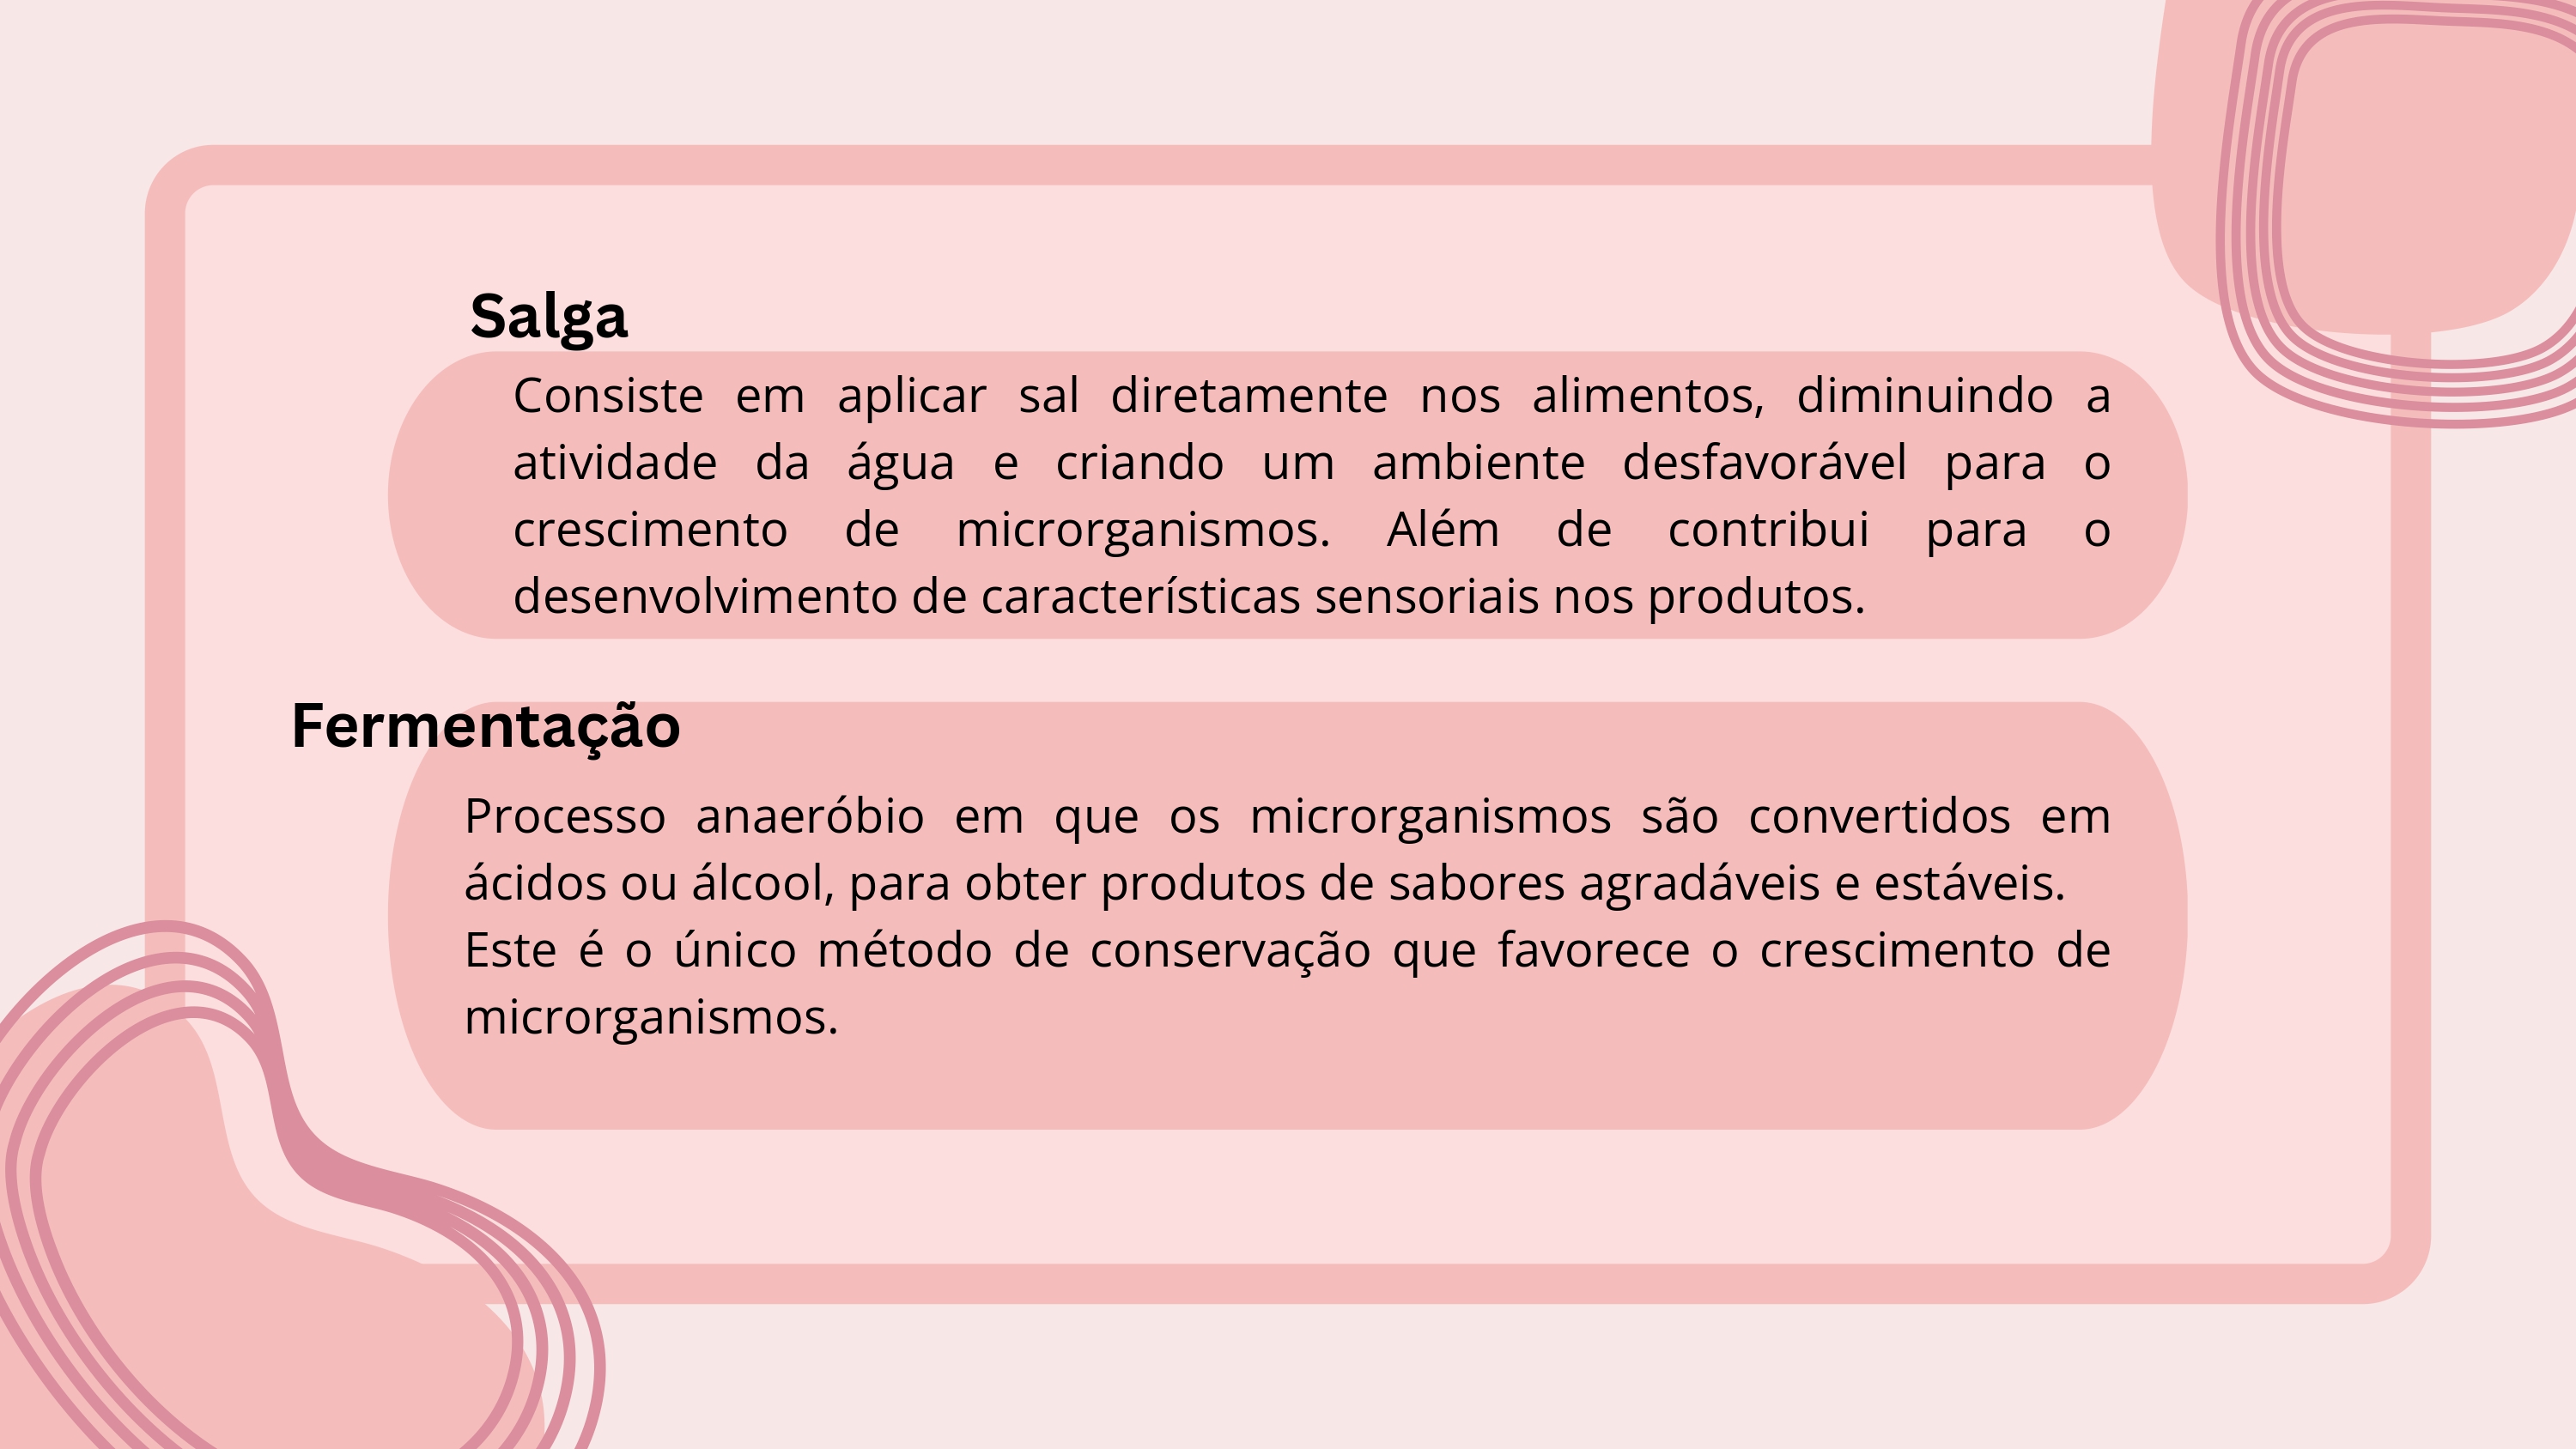 Salga
Consiste em aplicar sal diretamente nos alimentos, diminuindo a
atividade da água e criando um ambiente desfavorável para o
crescimento de microrganismos. Além de contribui para o
desenvolvimento de características sensoriais nos produtos.
Fermentação
Processo anaeróbio em que os microrganismos são convertidos em
ácidos ou álcool, para obter produtos de sabores agradáveis e estáveis.
Este é o único método de conservação que favorece o crescimento de
microrganismos.